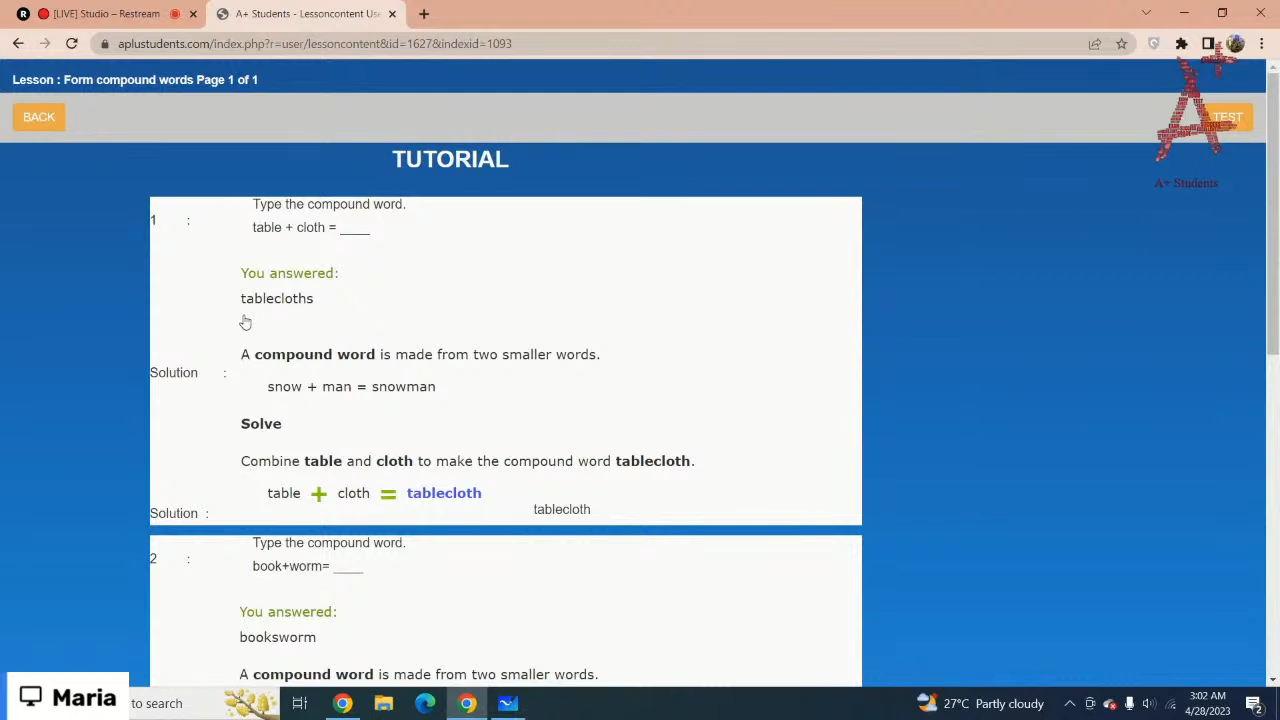 [LIVE] Studio – Restream
A+ Students - Lessoncontent Use
aplustudents.com/index.php?r=user/lessoncontent&id=1627&indexid=1093
Lesson : Form compound words Page 1 of 1
BACK
TEST
A+
A+ Students
TUTORIAL
Type the compound word.
1 :
table + cloth = ____
You answered:
tablecloths
A compound word is made from two smaller words.
Solution :
snow + man = snowman
Solve
Combine table and cloth to make the compound word tablecloth.
table + cloth = tablecloth
tablecloth
Solution :
Type the compound word.
2 :
book+worm= ____
You answered:
booksworm
A compound word is made from two smaller words.
Maria
to search
27°C Partly cloudy
3:02 AM
4/28/2023
2